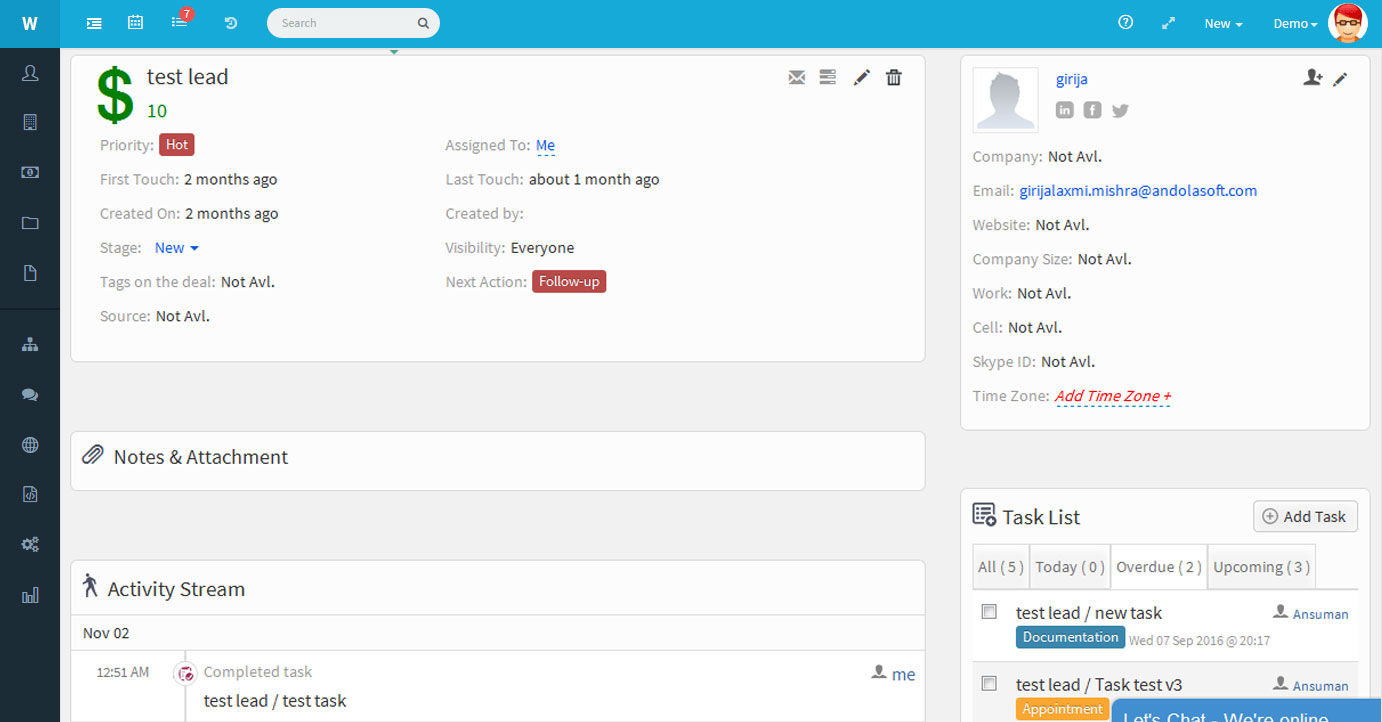 W
7
Search
New
Demo
$ test lead
10
Priority: Hot
Assigned To: Me
First Touch: 2 months ago
Last Touch: about 1 month ago
Created On: 2 months ago
Created by:
Stage: New
Visibility: Everyone
Tags on the deal: Not Avl.
Next Action: Follow-up
Source: Not Avl.
girija
Company: Not Avl.
Email: girijalaxmi.mishra@andolasoft.com
Website: Not Avl.
Company Size: Not Avl.
Work: Not Avl.
Cell: Not Avl.
Skype ID: Not Avl.
Time Zone: Add Time Zone +
Notes & Attachment
Activity Stream
Nov 02
12:51 AM Completed task me
test lead / test task
Task List
Add Task
All ( 5 ) Today ( 0 ) Overdue ( 2 ) Upcoming ( 3 )
test lead / new task Ansuman
Documentation Wed 07 Sep 2016 @ 20:17
test lead / Task test v3 Ansuman
Appointment
Let's Chat - We're online